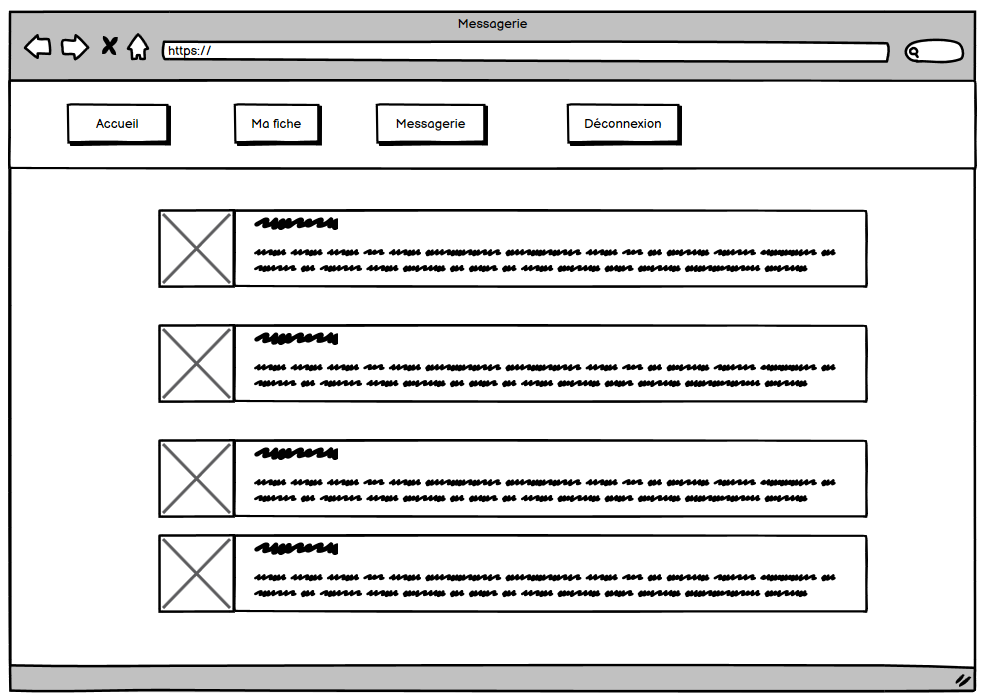 Messagerie
https://
Accueil
Ma fiche
Messagerie
Déconnexion